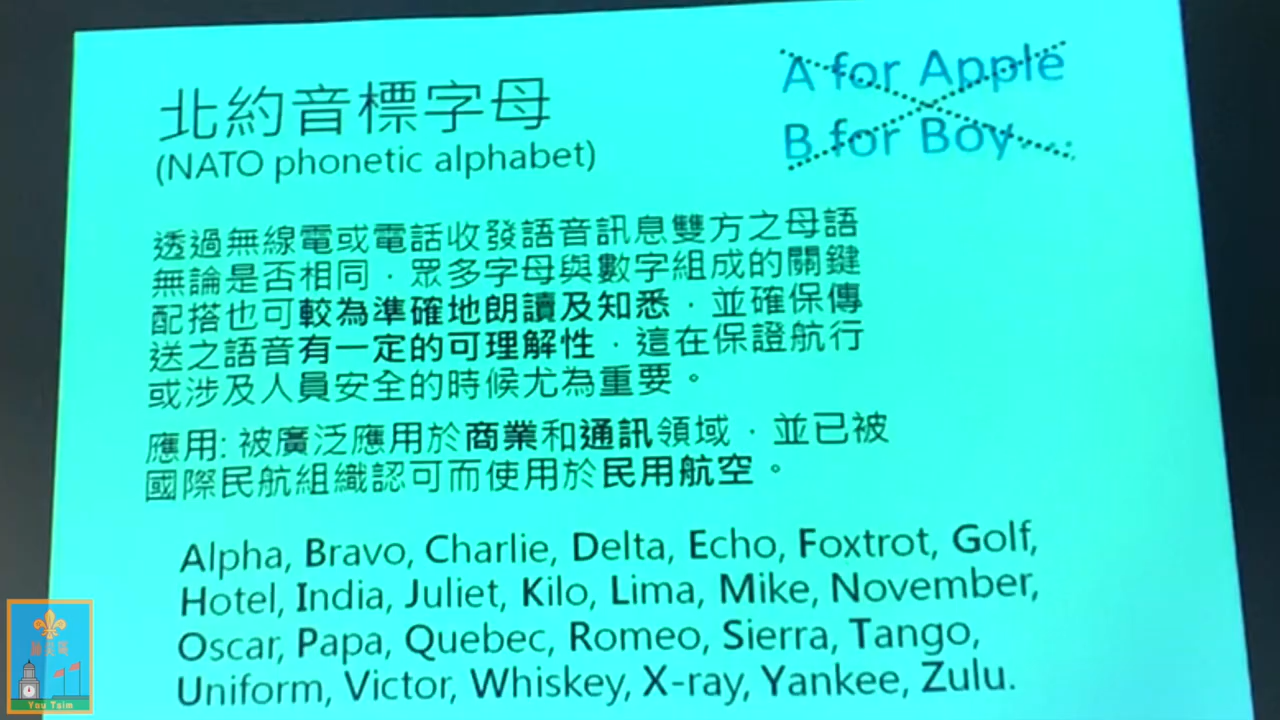 北約音標字母
(NATO phonetic alphabet)
A for Apple
B for Boy....
透過無線電或電話收發語音訊息雙方之母語
無論是否相同，眾多字母與數字組成的關鍵
配搭也可較為準確地朗讀及知悉，並確保傳
送之語音有一定的可理解性，這在保證航行
或涉及人員安全的時候尤為重要。
應用: 被廣泛應用於商業和通訊領域，並已被
國際民航組織認可而使用於民用航空。
Alpha, Bravo, Charlie, Delta, Echo, Foxtrot, Golf,
Hotel, India, Juliet, Kilo, Lima, Mike, November,
Oscar, Papa, Quebec, Romeo, Sierra, Tango,
Uniform, Victor, Whiskey, X-ray, Yankee, Zulu.
Yau Tsim